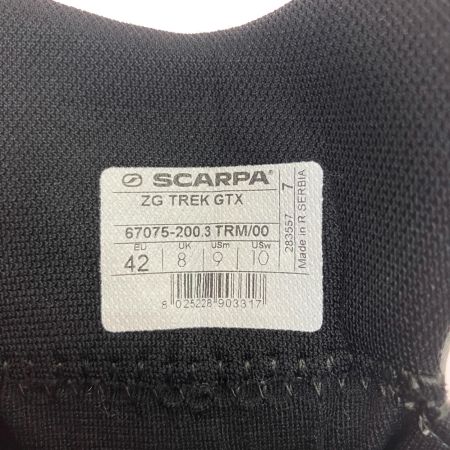 SCARPA®
ZG TREK GTX
67075-200.3 TRM/00
EU UK USm USw
42 8 9 10
8 025228 903317
283557 7
Made in R SERBIA